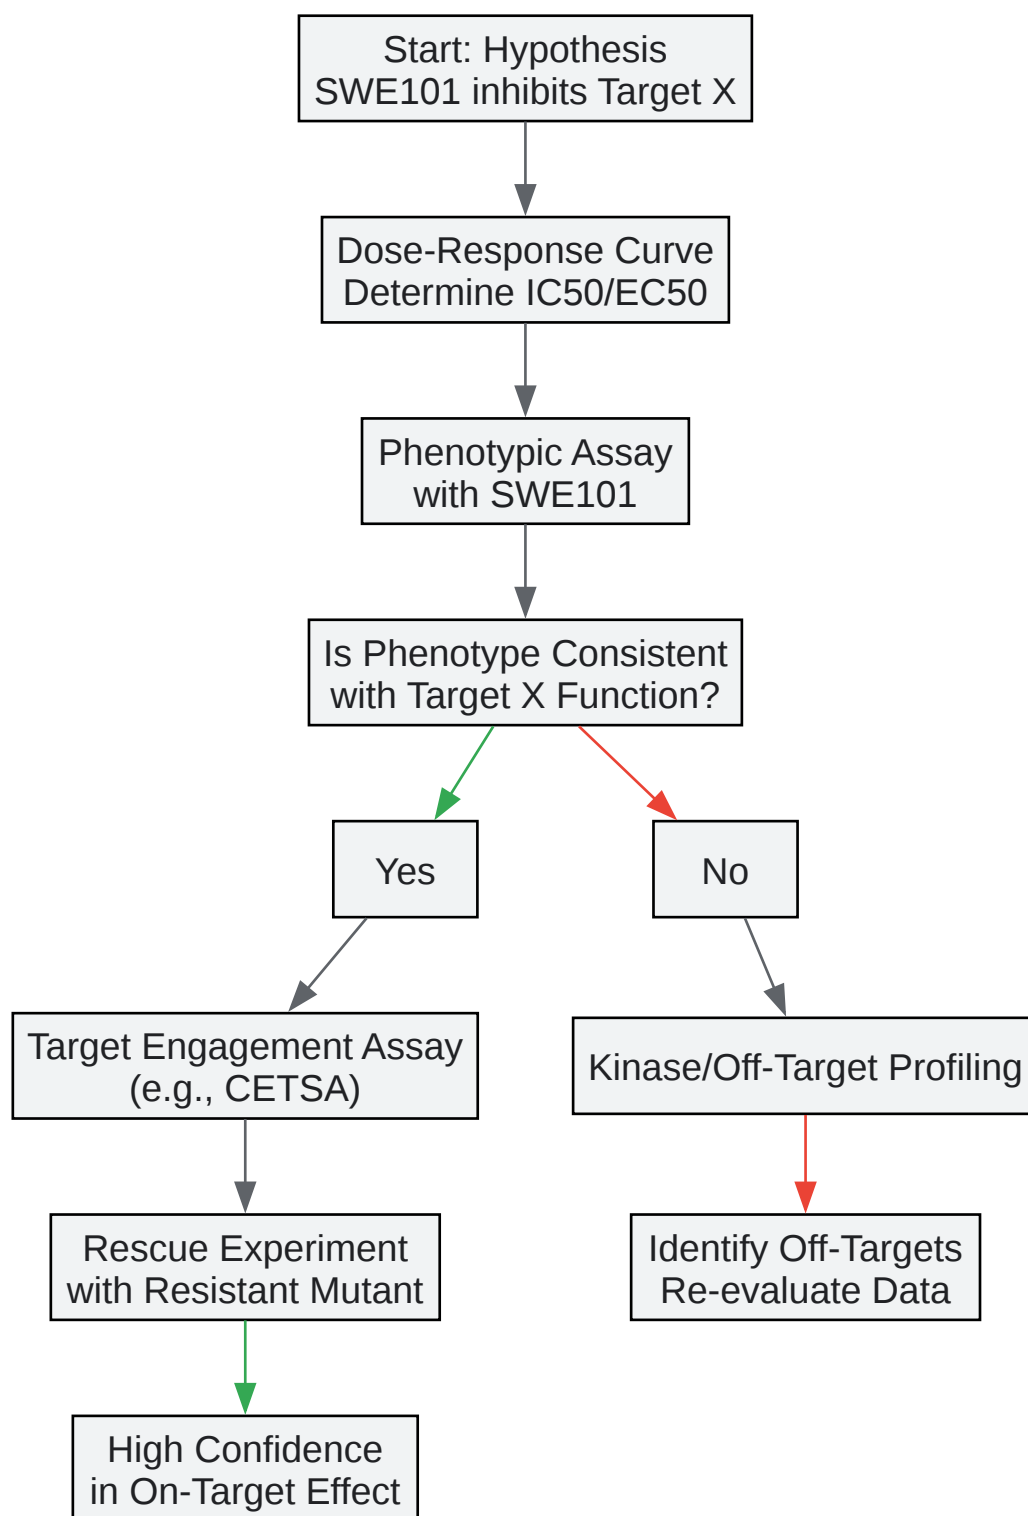 Start: Hypothesis
SWE101 inhibits Target X
Dose-Response Curve
Determine IC50/EC50
Phenotypic Assay
with SWE101
Is Phenotype Consistent
with Target X Function?
Yes
No
Target Engagement Assay
(e.g., CETSA)
Kinase/Off-Target Profiling
Rescue Experiment
with Resistant Mutant
Identify Off-Targets
Re-evaluate Data
High Confidence
in On-Target Effect